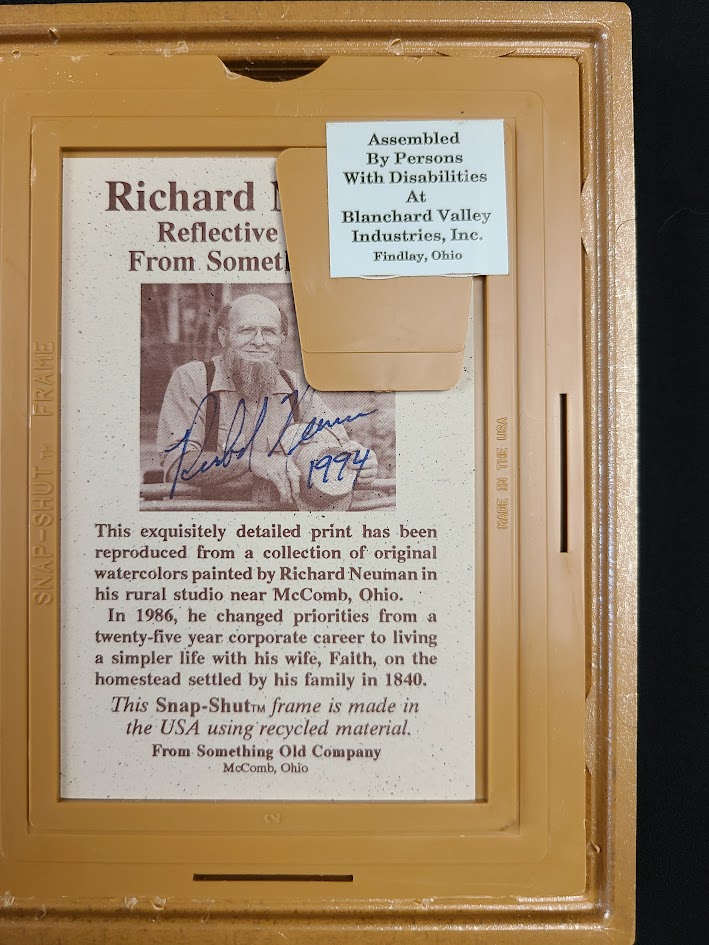 Assembled
By Persons
With Disabilities
At
Blanchard Valley
Industries, Inc.
Findlay, Ohio
Richard
Reflective
From Someth
1994
This exquisitely detailed print has been
reproduced from a collection of original
watercolors painted by Richard Neuman in
his rural studio near McComb, Ohio.
In 1986, he changed priorities from a
twenty-five year corporate career to living
a simpler life with his wife, Faith, on the
homestead settled by his family in 1840.
This Snap-Shut™ frame is made in
the USA using recycled material.
From Something Old Company
McComb, Ohio
SNAP-SHUT™ FRAME
MADE IN THE USA
2